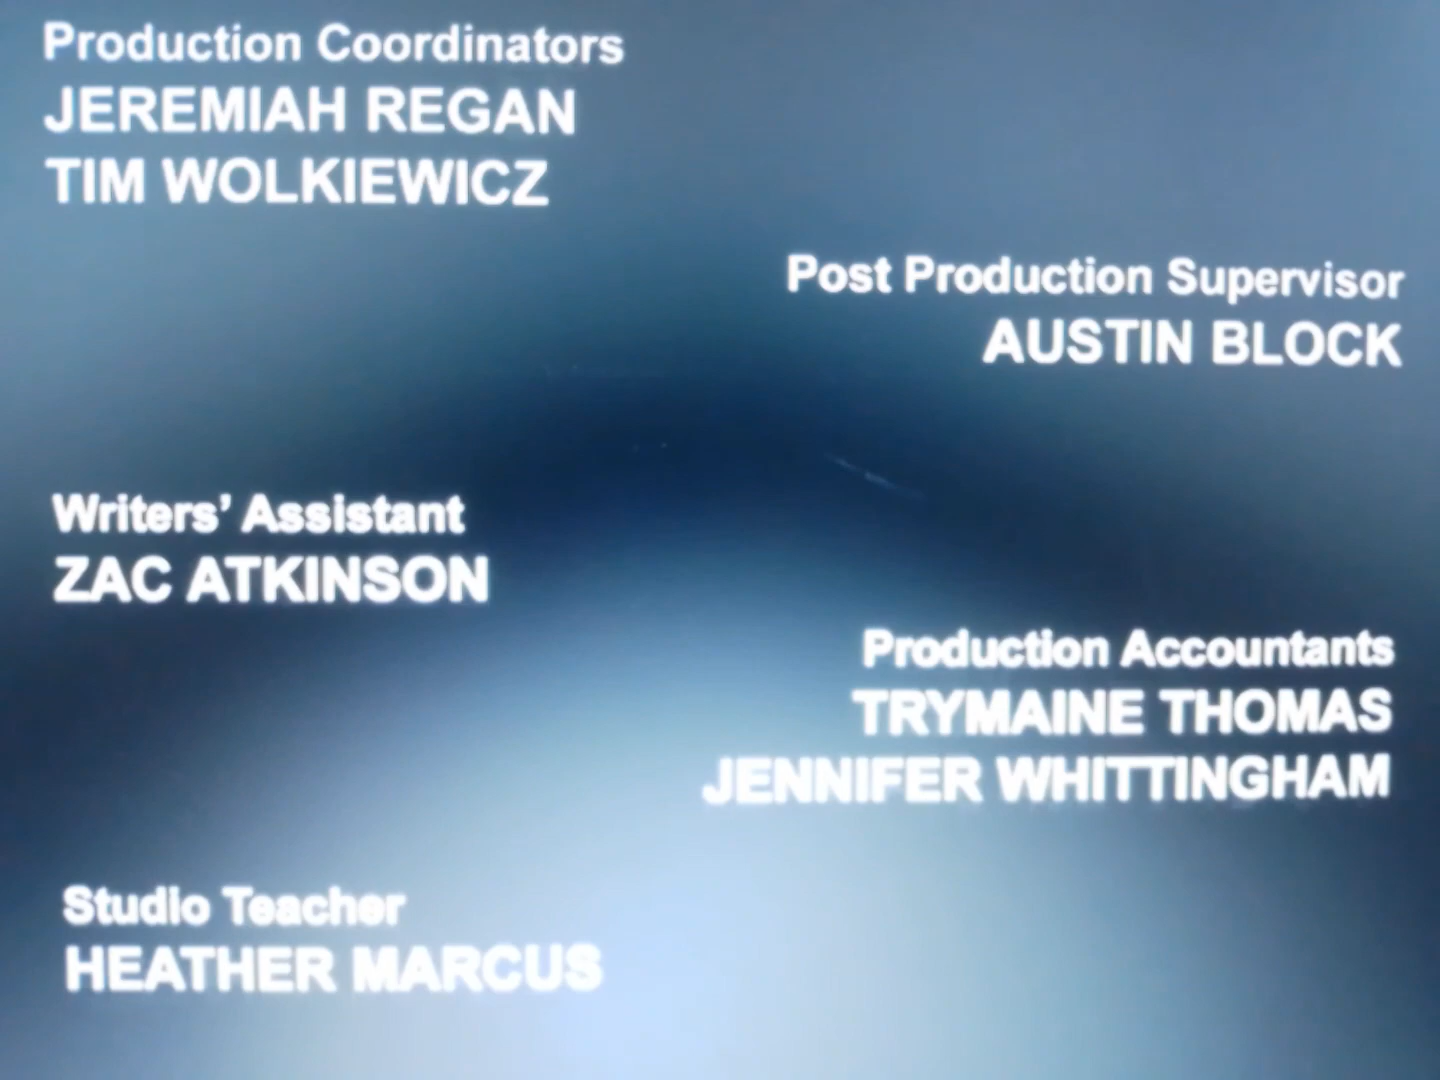 Production Coordinators
JEREMIAH REGAN
TIM WOLKIEWICZ
Post Production Supervisor
AUSTIN BLOCK
Writers’ Assistant
ZAC ATKINSON
Production Accountants
TRYMAINE THOMAS
JENNIFER WHITTINGHAM
Studio Teacher
HEATHER MARCUS